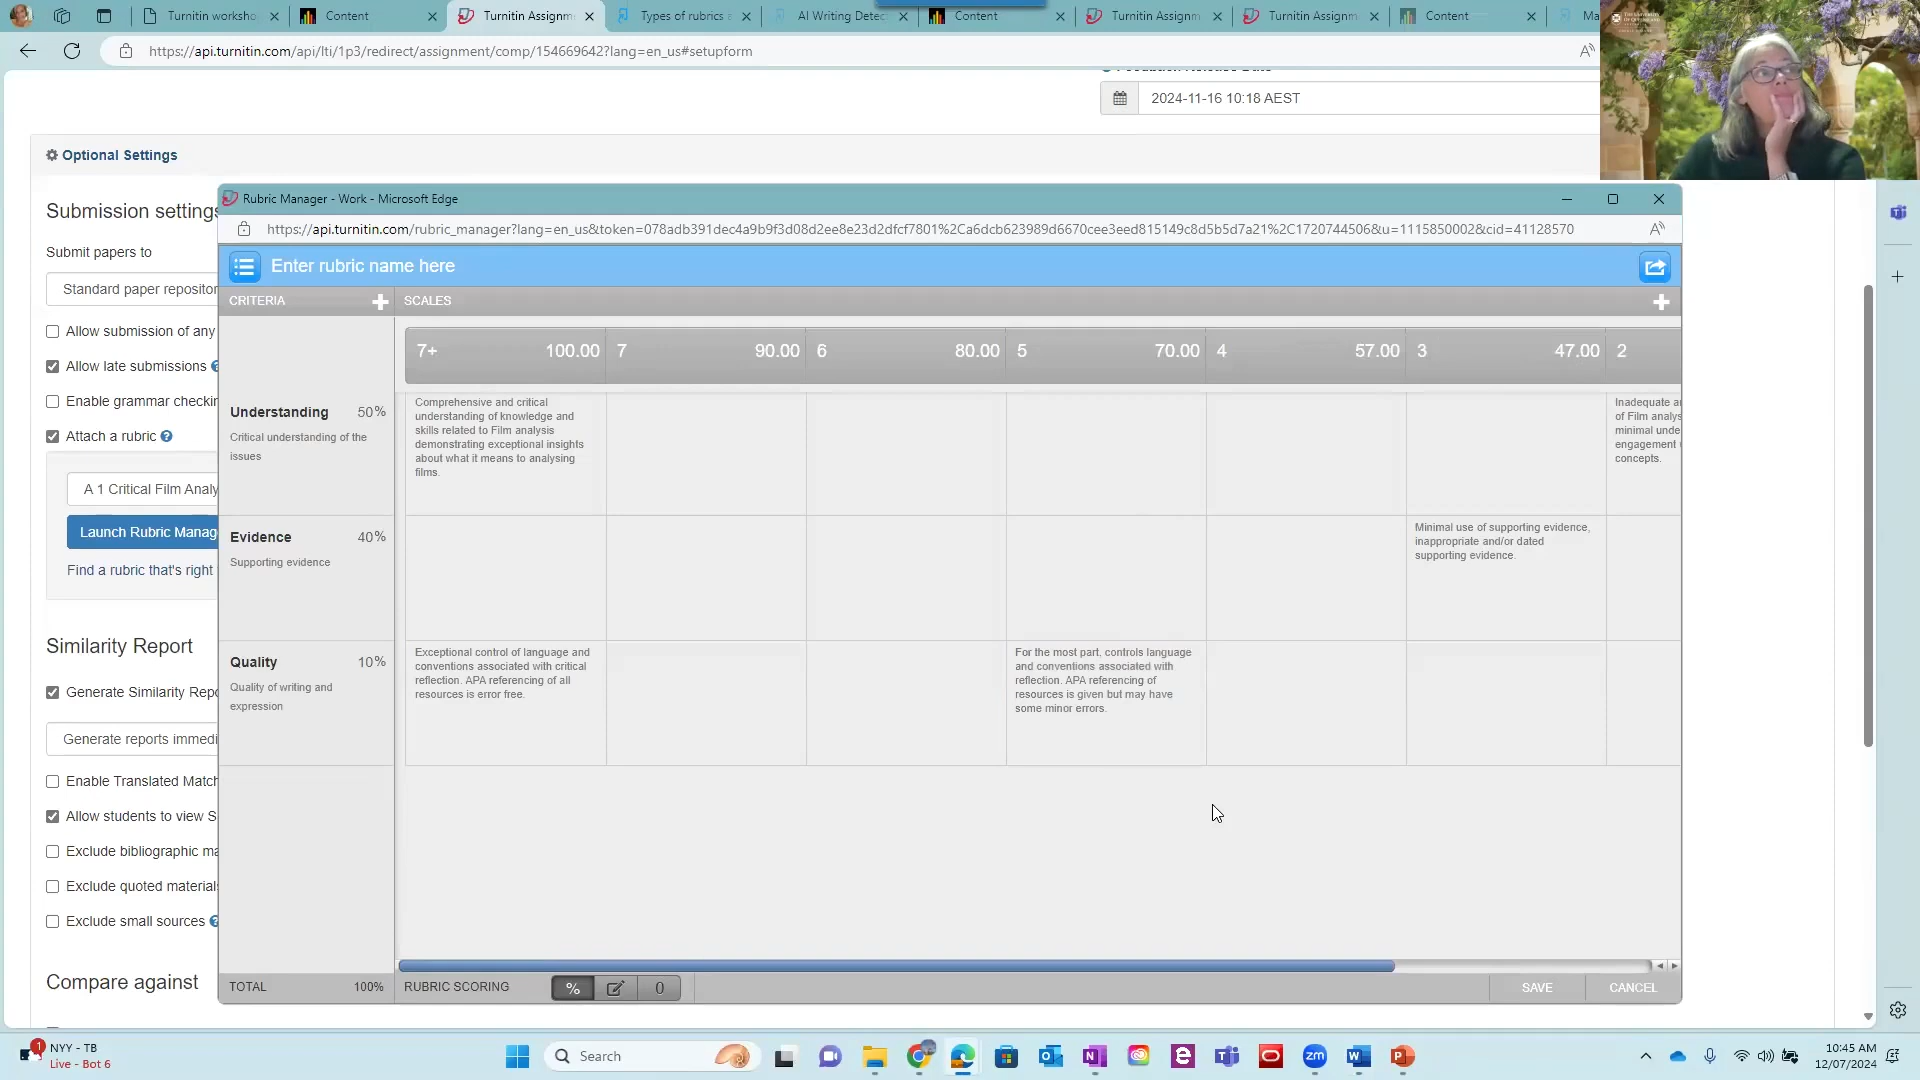 Turnitin worksho
Content
Turnitin Assignm
Types of rubrics a
AI Writing Detec
Content
Turnitin Assignm
Turnitin Assignm
Content
Ma
https://api.turnitin.com/api/lti/1p3/redirect/assignment/comp/154669642?lang=en_us#setupform
2024-11-16 10:18 AEST
Optional Settings
Submission settings
Submit papers to
Standard paper repositor
Allow submission of any
Allow late submissions
Enable grammar checkin
Attach a rubric
A 1 Critical Film Analy
Launch Rubric Manag
Find a rubric that's right
Similarity Report
Generate Similarity Repo
Generate reports immedi
Enable Translated Match
Allow students to view S
Exclude bibliographic ma
Exclude quoted materials
Exclude small sources
Compare against
Rubric Manager - Work - Microsoft Edge
https://api.turnitin.com/rubric_manager?lang=en_us&token=078adb391dec4a9b9f3d08d2ee8e23d2dfcf7801%2Ca6dcb623989d6670cee3eed815149c8d5b5d7a21%2C1720744506&u=1115850002&cid=41128570
Enter rubric name here
CRITERIA
SCALES
7+ 100.00 7 90.00 6 80.00 5 70.00 4 57.00 3 47.00 2
Understanding 50%
Critical understanding of the
issues
Comprehensive and critical
understanding of knowledge and
skills related to Film analysis
demonstrating exceptional insights
about what it means to analysing
films.
Inadequate an
of Film analys
minimal unde
engagement
concepts.
Evidence 40%
Supporting evidence
Minimal use of supporting evidence,
inappropriate and/or dated
supporting evidence.
Quality 10%
Quality of writing and
expression
Exceptional control of language and
conventions associated with critical
reflection. APA referencing of all
resources is error free.
For the most part, controls language
and conventions associated with
reflection. APA referencing of
resources is given but may have
some minor errors.
TOTAL 100%
RUBRIC SCORING
% 0
SAVE
CANCEL
1
NYY - TB
Live - Bot 6
Search
10:45 AM
12/07/2024